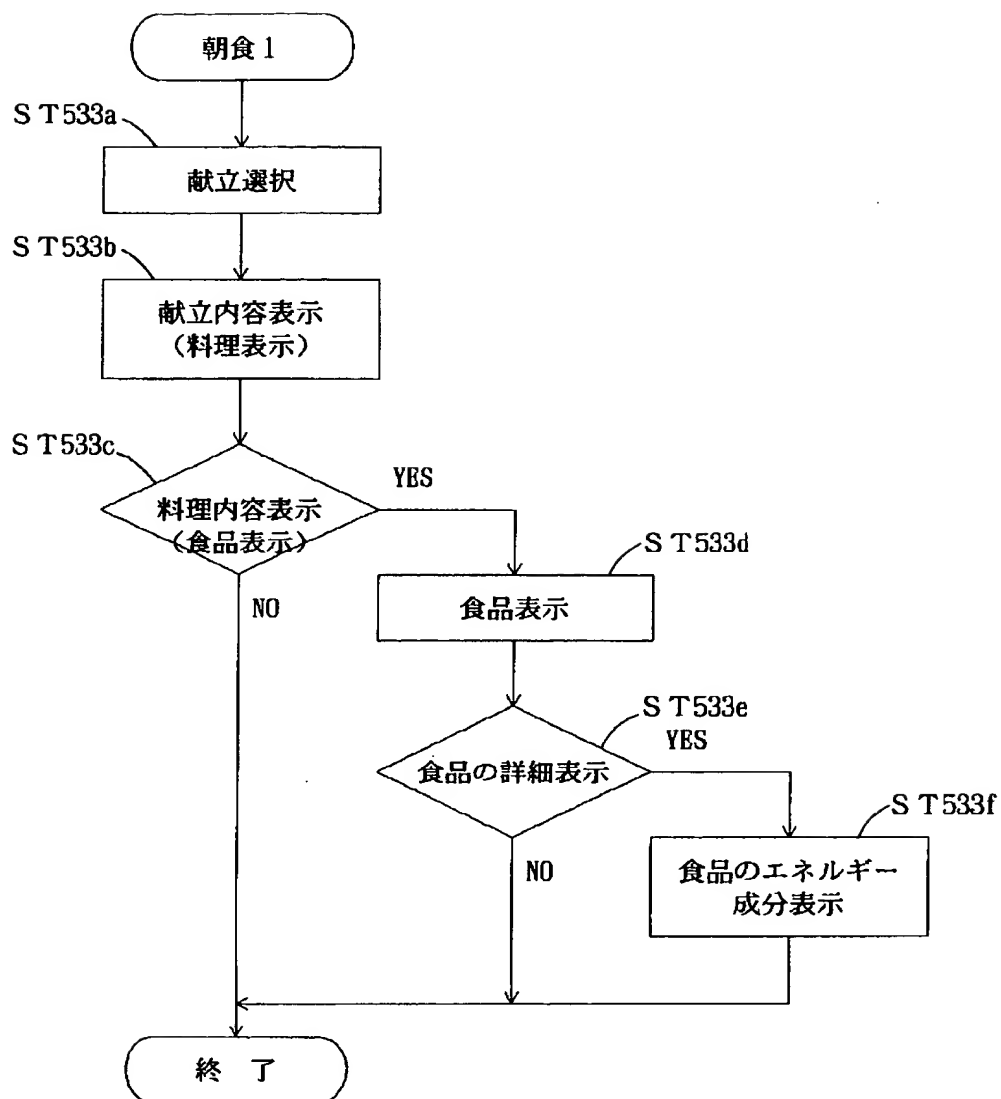 朝食1
ST533a
献立選択
ST533b
献立内容表示
(料理表示)
ST533c
料理内容表示
(食品表示)
YES
NO
ST533d
食品表示
ST533e
YES
食品の詳細表示
NO
ST533f
食品のエネルギー
成分表示
終 了